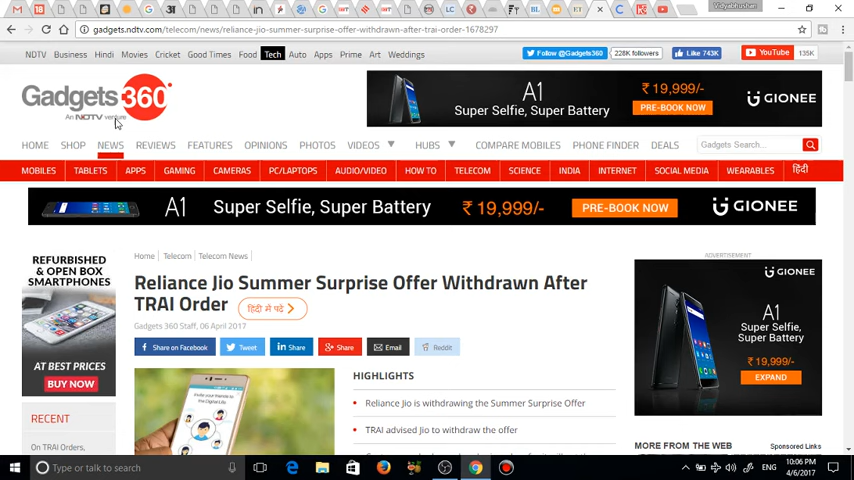 Vidyabhushan
gadgets.ndtv.com/telecom/news/reliance-jio-summer-surprise-offer-withdrawn-after-trai-order-1678297
NDTV Business Hindi Movies Cricket Good Times Food Tech Auto Apps Prime Art Weddings
Follow @Gadgets360 228K followers Like 743K YouTube 135K
Gadgets 360
An NDTV venture
A1
Super Selfie, Super Battery
₹ 19,999/-
PRE-BOOK NOW
GIONEE
HOME SHOP NEWS REVIEWS FEATURES OPINIONS PHOTOS VIDEOS HUBS COMPARE MOBILES PHONE FINDER DEALS Gadgets Search...
MOBILES TABLETS APPS GAMING CAMERAS PC/LAPTOPS AUDIO/VIDEO HOW TO TELECOM SCIENCE INDIA INTERNET SOCIAL MEDIA WEARABLES हिंदी
A1 Super Selfie, Super Battery ₹ 19,999/- PRE-BOOK NOW GIONEE
REFURBISHED
& OPEN BOX
SMARTPHONES
AT BEST PRICES
BUY NOW
RECENT
On TRAI Orders,
Home Telecom Telecom News
Reliance Jio Summer Surprise Offer Withdrawn After
TRAI Order हिंदी में पढ़ें
Gadgets 360 Staff, 06 April 2017
Share on Facebook Tweet Share Share Email Reddit
HIGHLIGHTS
Reliance Jio is withdrawing the Summer Surprise Offer
TRAI advised Jio to withdraw the offer
ADVERTISEMENT
GIONEE
A1
Super Selfie,
Super Battery
₹ 19,999/-
EXPAND
MORE FROM THE WEB Sponsored Links
Type or talk to search
ENG
10:06 PM
4/6/2017